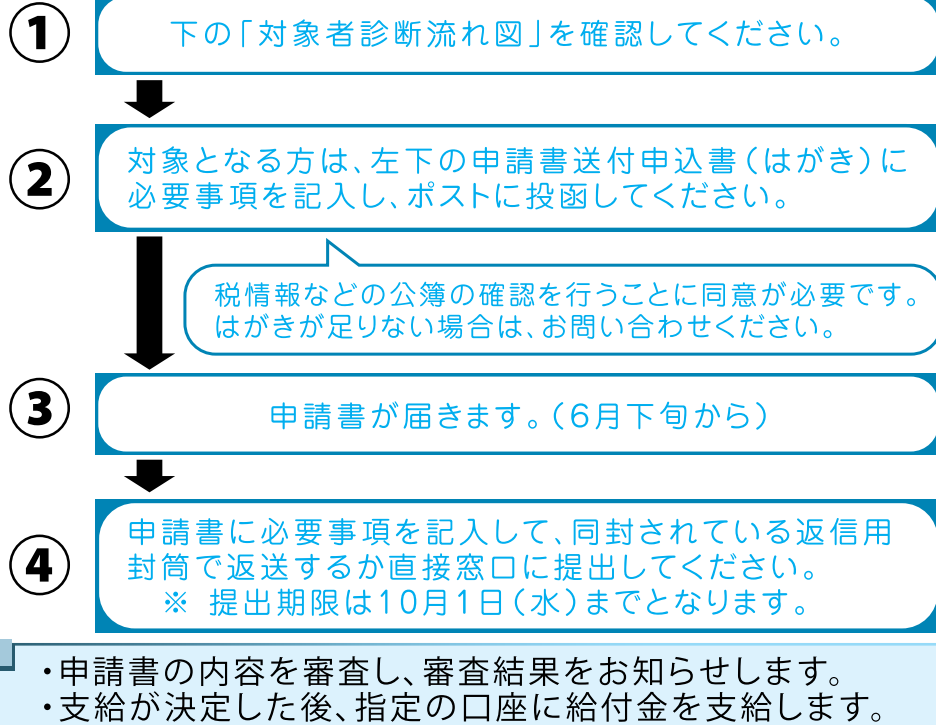 ①
下の「対象者診断流れ図」を確認してください。
②
対象となる方は、左下の申請書送付申込書(はがき)に
必要事項を記入し、ポストに投函してください。
税情報などの公簿の確認を行うことに同意が必要です。
はがきが足りない場合は、お問い合わせください。
③
申請書が届きます。(6月下旬から)
④
申請書に必要事項を記入して、同封されている返信用
封筒で返送するか直接窓口に提出してください。
※ 提出期限は10月1日(水)までとなります。
・申請書の内容を審査し、審査結果をお知らせします。
・支給が決定した後、指定の口座に給付金を支給します。